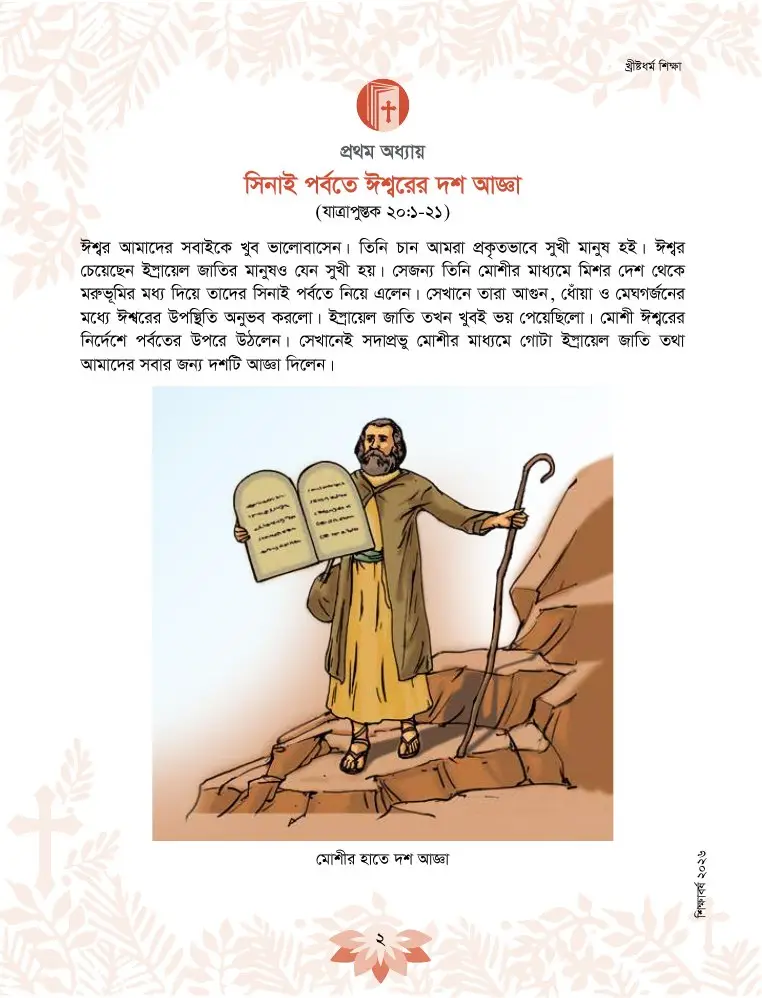 খ্রীষ্টধর্ম শিক্ষা
প্রথম অধ্যায়
সিনাই পর্বতে ঈশ্বরের দশ আজ্ঞা
(যাত্রাপুস্তক ২০:১-২১)
ঈশ্বর আমাদের সবাইকে খুব ভালোবাসেন। তিনি চান আমরা প্রকৃতভাবে সুখী মানুষ হই। ঈশ্বর
চেয়েছেন ইস্রায়েল জাতির মানুষও যেন সুখী হয়। সেজন্য তিনি মোশীর মাধ্যমে মিশর দেশ থেকে
মরুভূমির মধ্য দিয়ে তাদের সিনাই পর্বতে নিয়ে এলেন। সেখানে তারা আগুন, ধোঁয়া ও মেঘগর্জনের
মধ্যে ঈশ্বরের উপস্থিতি অনুভব করলো। ইস্রায়েল জাতি তখন খুবই ভয় পেয়েছিলো। মোশী ঈশ্বরের
নির্দেশে পর্বতের উপরে উঠলেন। সেখানেই সদাপ্রভু মোশীর মাধ্যমে গোটা ইস্রায়েল জাতি তথা
আমাদের সবার জন্য দশটি আজ্ঞা দিলেন।
মোশীর হাতে দশ আজ্ঞা
শিক্ষাবর্ষ ২০২৬
২